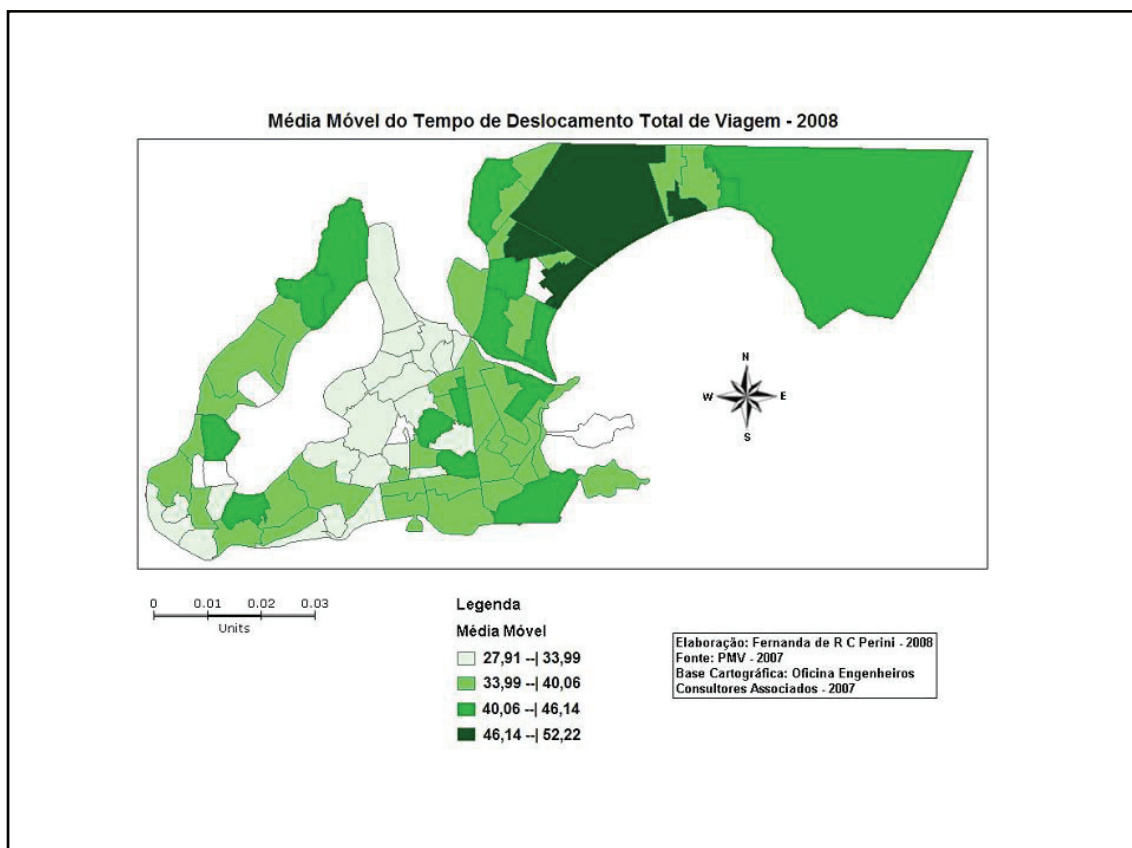 Média Móvel do Tempo de Deslocamento Total de Viagem - 2008
N
W E
S
0 0.01 0.02 0.03
Units
Legenda
Média Móvel
27,91 --| 33,99
33,99 --| 40,06
40,06 --| 46,14
46,14 --| 52,22
Elaboração: Fernanda de R C Perini - 2008
Fonte: PMV - 2007
Base Cartográfica: Oficina Engenheiros
Consultores Associados - 2007